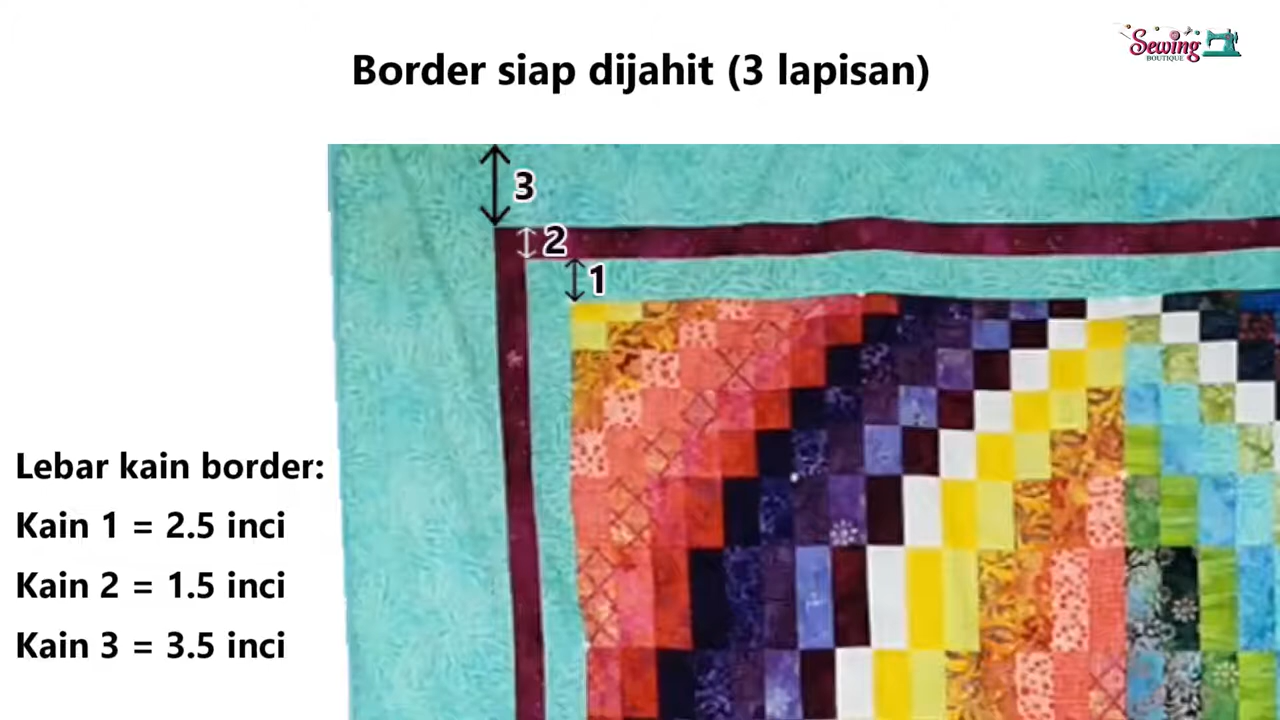 Sewing
BOUTIQUE
Border siap dijahit (3 lapisan)
3
2
1
Lebar kain border:
Kain 1 = 2.5 inci
Kain 2 = 1.5 inci
Kain 3 = 3.5 inci